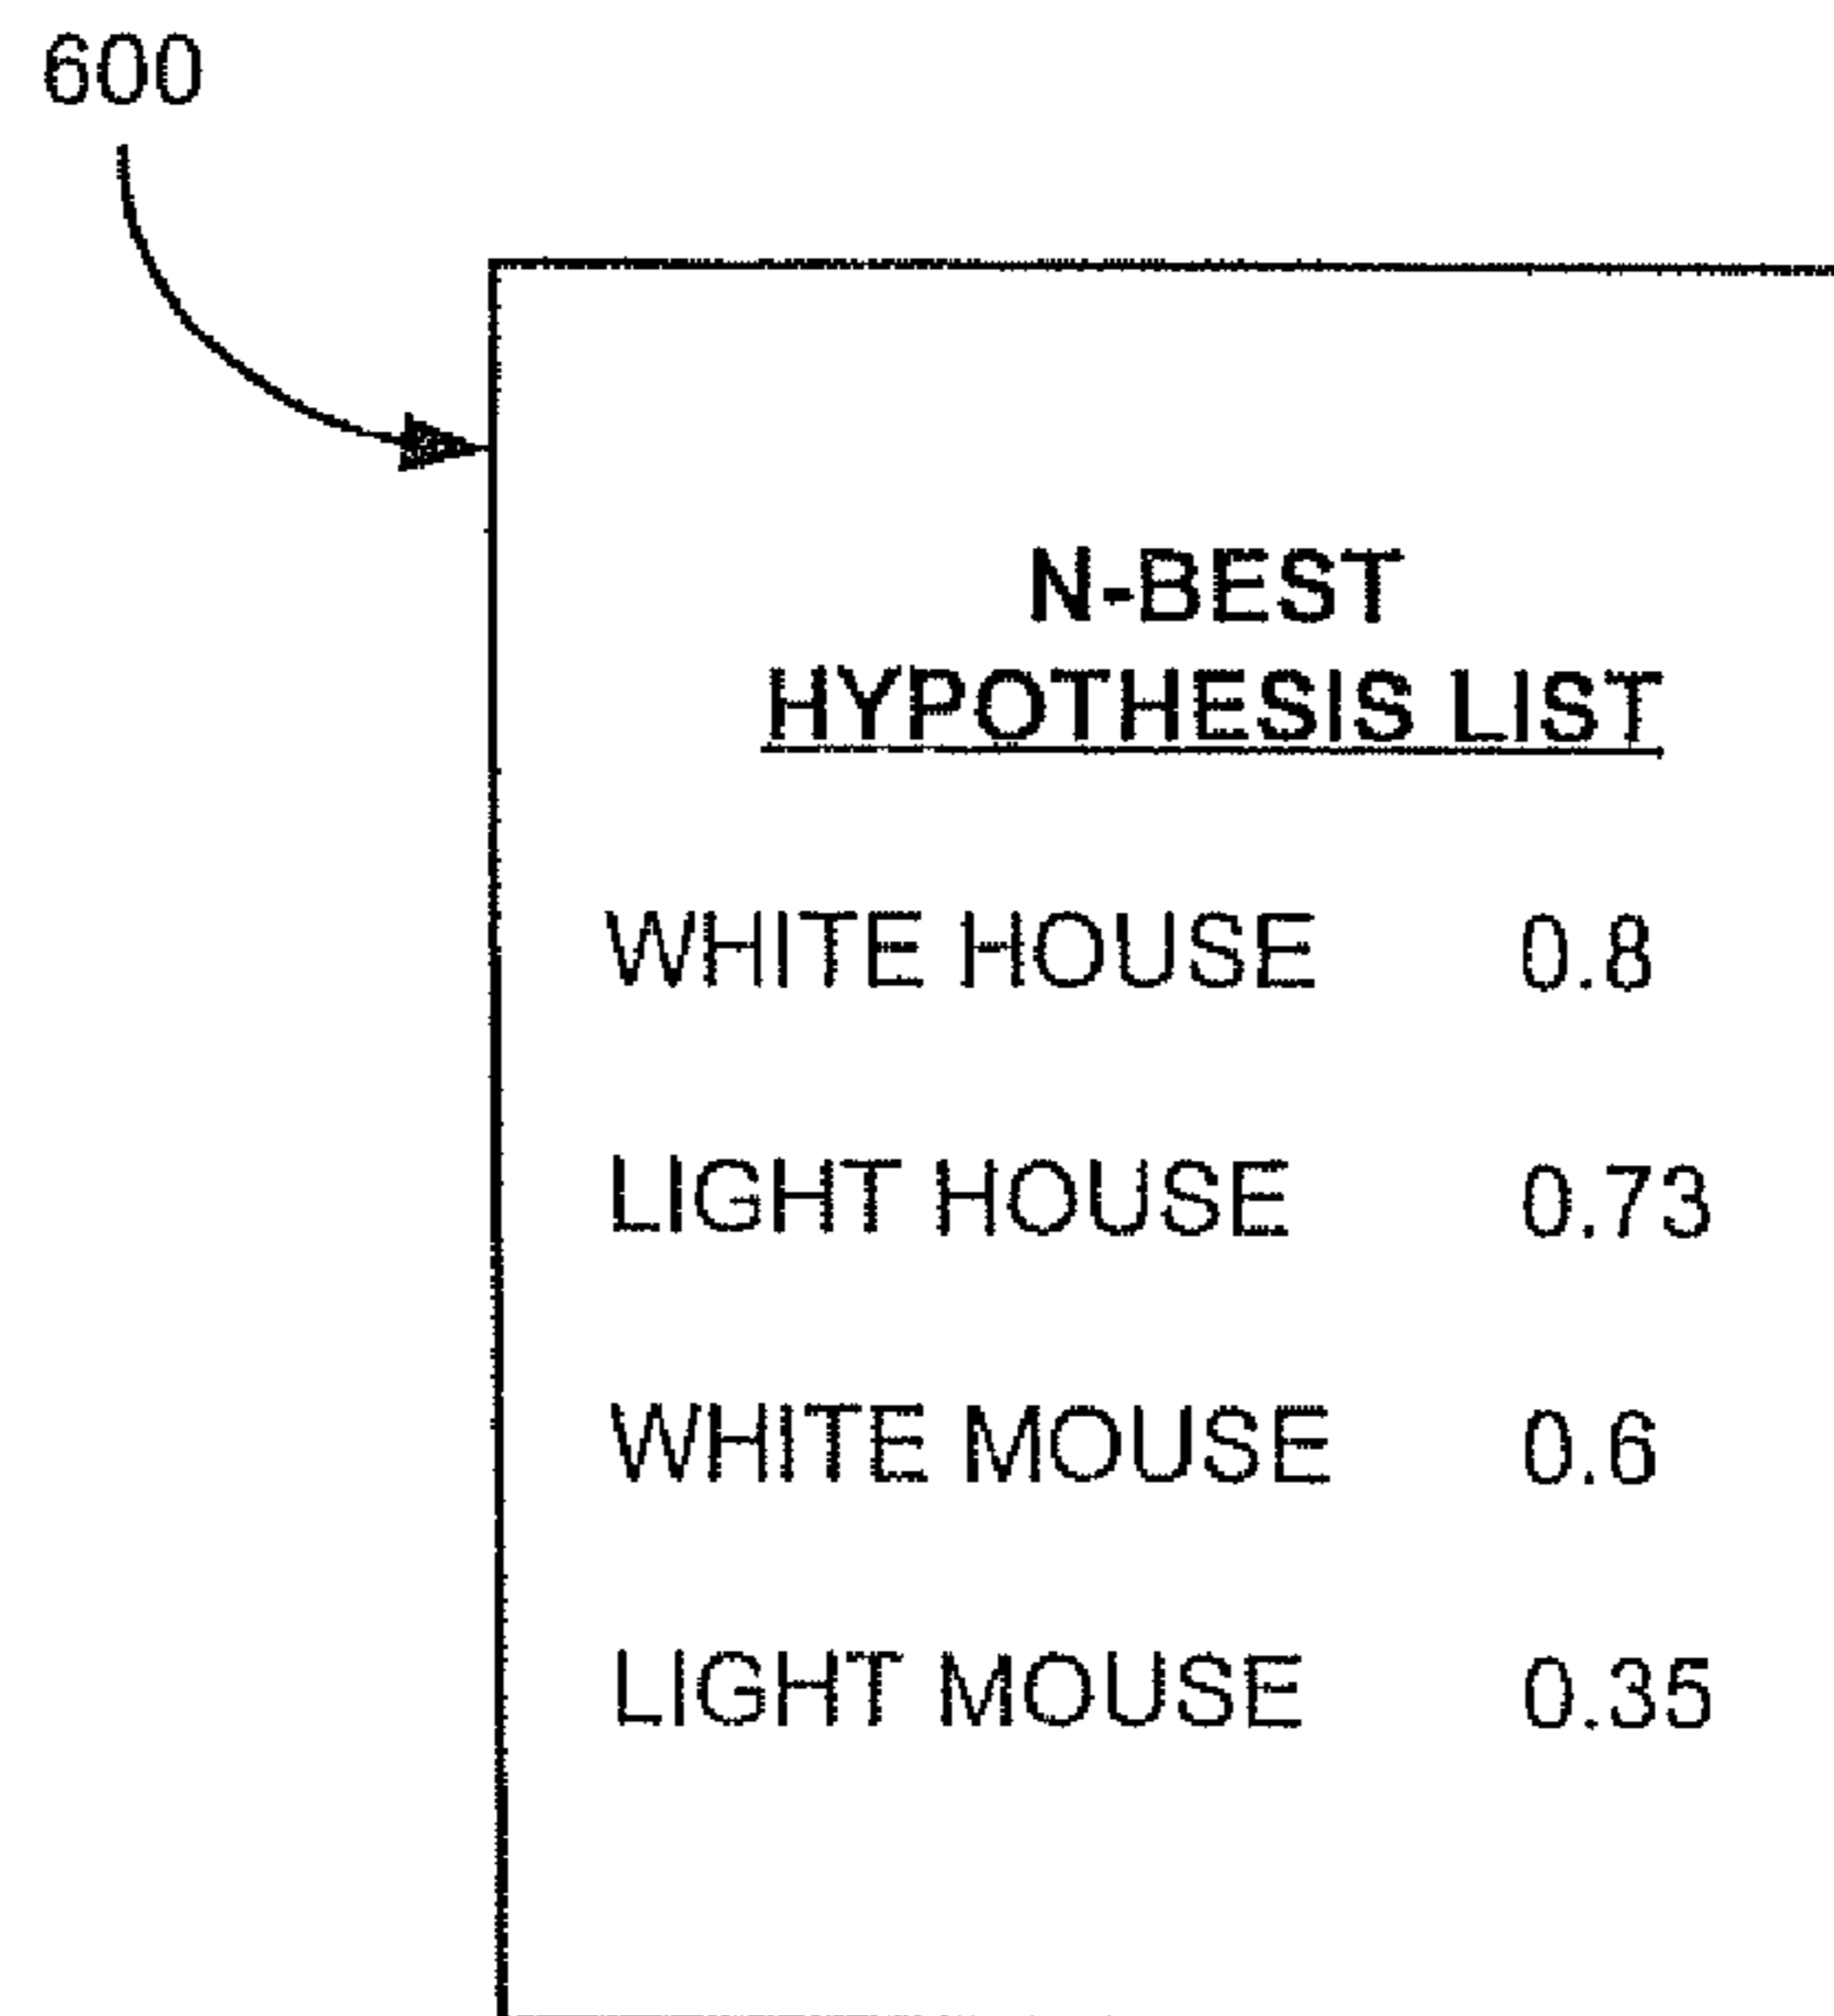 600
N-BEST
HYPOTHESIS LIST
WHITE HOUSE 0.8
LIGHT HOUSE 0.73
WHITE MOUSE 0.6
LIGHT MOUSE 0.35